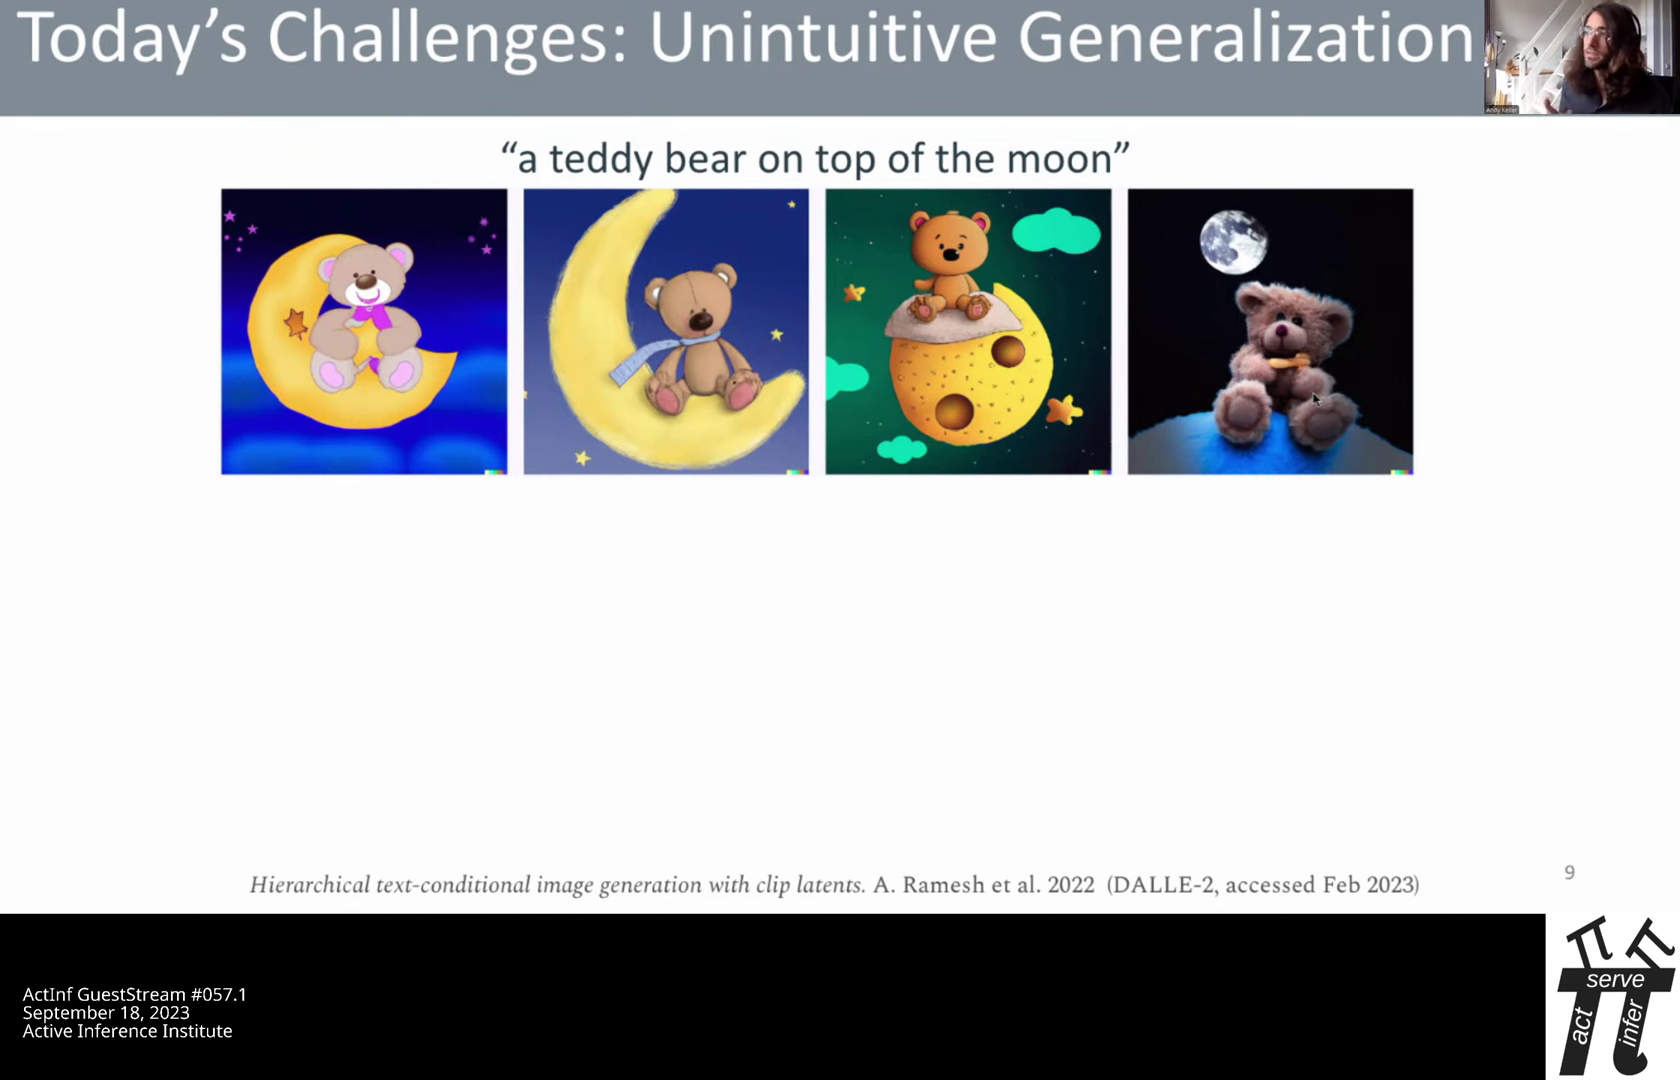 Today's Challenges: Unintuitive Generalization
Andy Keller
“a teddy bear on top of the moon”
Hierarchical text-conditional image generation with clip latents. A. Ramesh et al. 2022 (DALLE-2, accessed Feb 2023)
9
ActInf GuestStream #057.1
September 18, 2023
Active Inference Institute
serve
act
infer